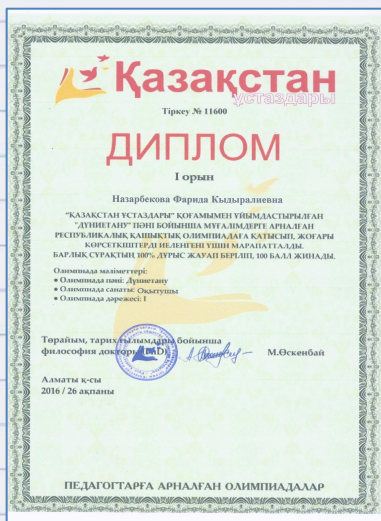 Қазақстан
ұстаздары
Тіркеу № 11600
ДИПЛОМ
І орын
Назарбекова Фарида Кыдыралиевна
"ҚАЗАҚСТАН ҰСТАЗДАРЫ" ҚОҒАМЫМЕН ҰЙЫМДАСТЫРЫЛҒАН
"ДҮНИЕТАНУ" ПӘНІ БОЙЫНША МҰҒАЛІМДЕРГЕ АРНАЛҒАН
РЕСПУБЛИКАЛЫҚ ҚАШЫҚТЫҚ ОЛИМПИАДАҒА ҚАТЫСЫП, ЖОҒАРЫ
КӨРСЕТКІШТЕРДІ ИЕЛЕНГЕНІ ҮШІН МАРАПАТТАЛДЫ.
БАРЛЫҚ СҰРАҚТЫҢ 100% ДҰРЫС ЖАУАП БЕРІЛІП, 100 БАЛЛ ЖИНАДЫ.
Олимпиада мәліметтері:
● Олимпиада пәні: Дүниетану
● Олимпиада санаты: Оқытушы
● Олимпиада дәрежесі: І
Төрайым, тарих ғылымдары бойынша
философия докторы (PhD)
М.Өскенбай
Алматы қ-сы
2016 / 26 ақпаны
ПЕДАГОГТАРҒА АРНАЛҒАН ОЛИМПИАДАЛАР